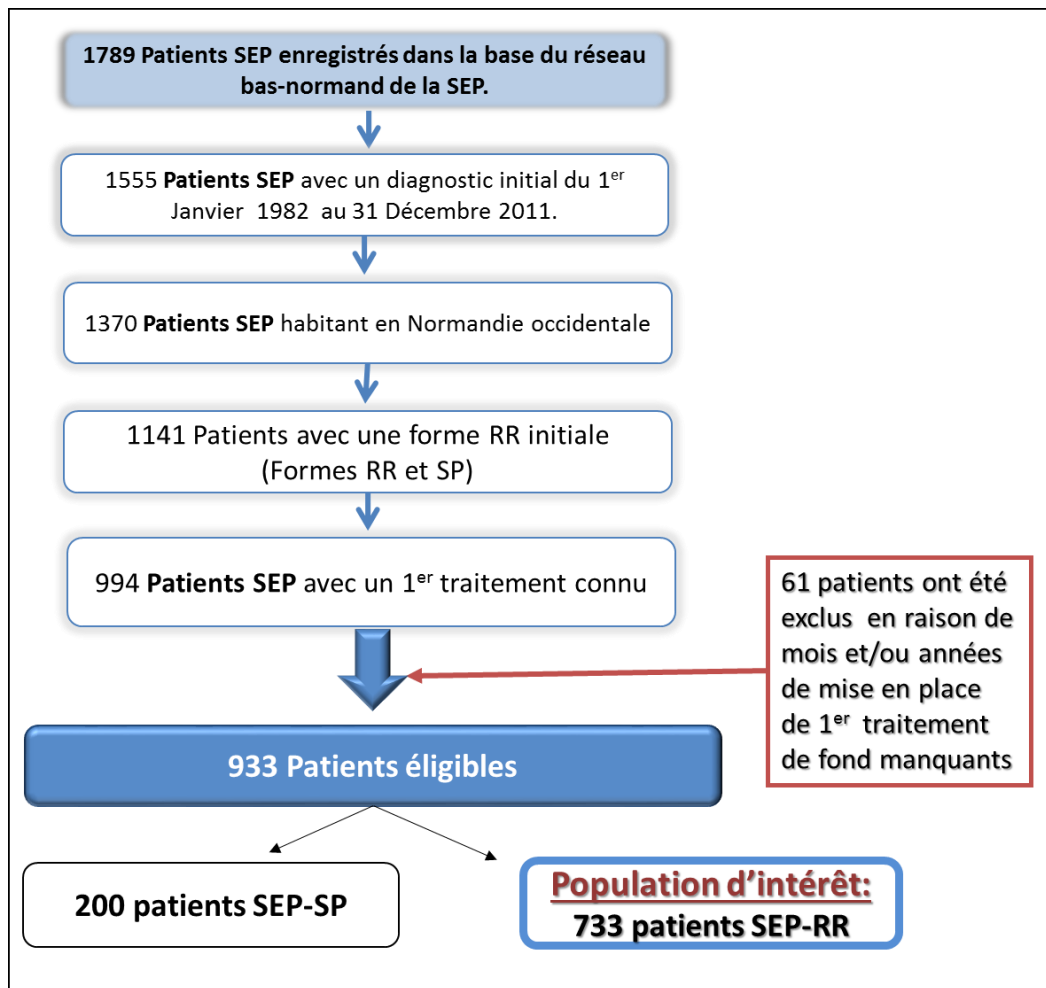 1789 Patients SEP enregistrés dans la base du réseau
bas-normand de la SEP.
1555 Patients SEP avec un diagnostic initial du 1er
Janvier 1982 au 31 Décembre 2011.
1370 Patients SEP habitant en Normandie occidentale
1141 Patients avec une forme RR initiale
(Formes RR et SP)
994 Patients SEP avec un 1er traitement connu
61 patients ont été
exclus en raison de
mois et/ou années
de mise en place
de 1er traitement
de fond manquants
933 Patients éligibles
200 patients SEP-SP
Population d'intérêt:
733 patients SEP-RR